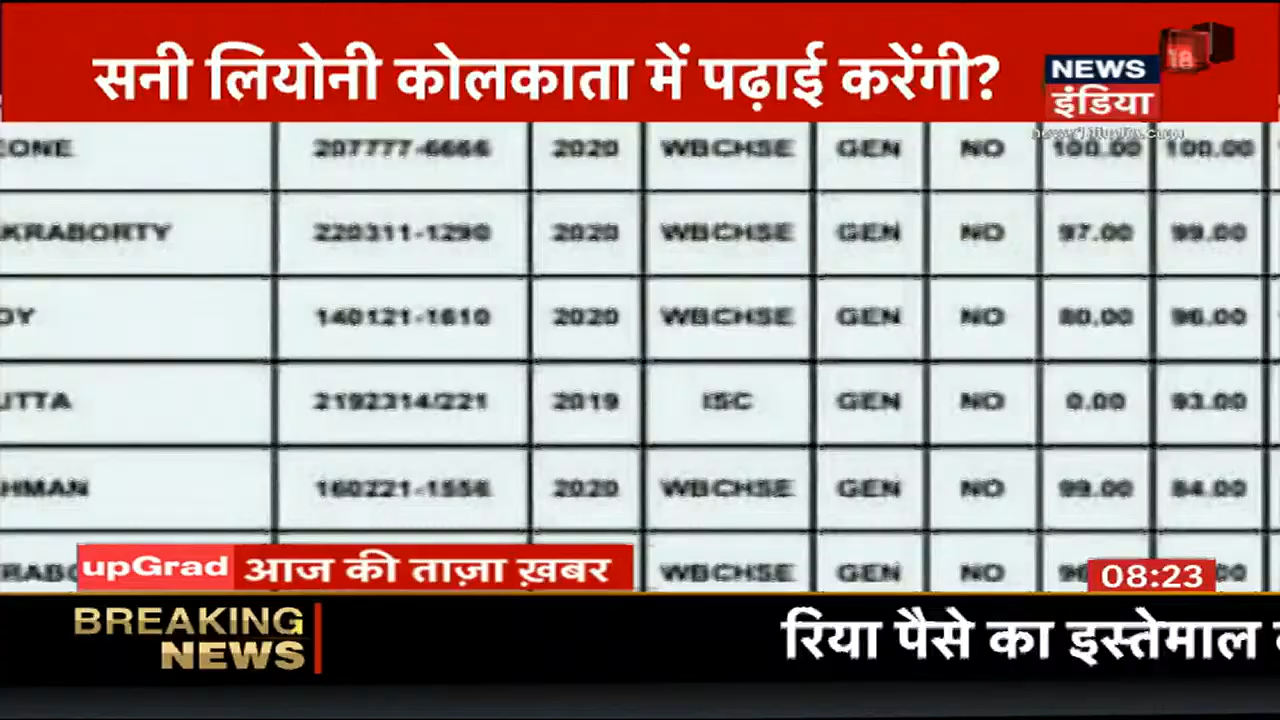 सनी लियोनी कोलकाता में पढ़ाई करेंगी?
NEWS 18
इंडिया
EONE 207777-6666 2020 WBCHSE GEN NO 100.00 100.00
KRABORTY 220311-1290 2020 WBCHSE GEN NO 97.00 99.00
OY 140121-1610 2020 WBCHSE GEN NO 80.00 96.00
UTTA 2192314/221 2019 ISC GEN NO 0.00 93.00
HMAN 160221-1556 2020 WBCHSE GEN NO 99.00 84.00
WBCHSE GEN NO
upGrad आज की ताज़ा ख़बर
08:23
BREAKING
NEWS
रिया पैसे का इस्तेमाल